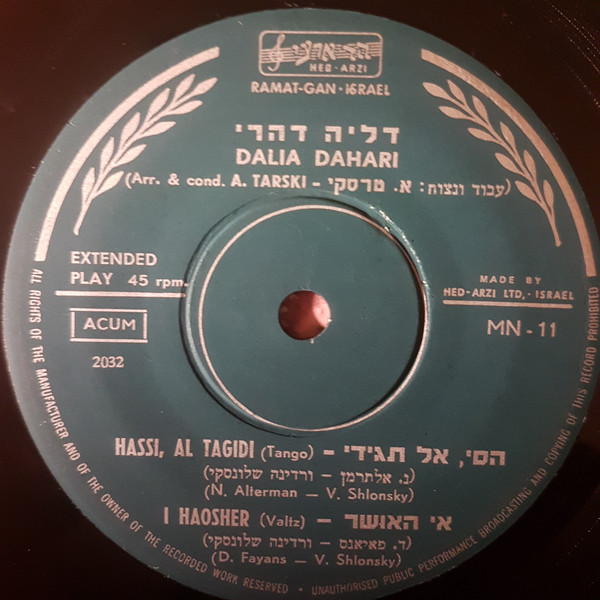 הד-ארצי
HED-ARZI
RAMAT-GAN · ISRAEL
דליה דהרי
DALIA DAHARI
(Arr. & cond. A. TARSKI - עבוד ונצוח: א. טרסקי)
EXTENDED
PLAY 45 rpm.
MADE BY
HED-ARZI LTD, · ISRAEL
ACUM
MN - 11
2032
HASSI, AL TAGIDI (Tango) - הסי, אל תגידי
(נ. אלתרמן - ורדינה שלונסקי)
(N. Alterman - V. Shlonsky)
I HAOSHER (Valtz) - אי האושר
(ד. פאיאנס - ורדינה שלונסקי)
(D. Fayans - V. Shlonsky)
ALL RIGHTS OF THE MANUFACTURER AND OF THE OWNER OF THE RECORDED WORK RESERVED · UNAUTHORISED PUBLIC PERFORMANCE BROADCASTING AND COPYING OF THIS RECORD PROHIBITED